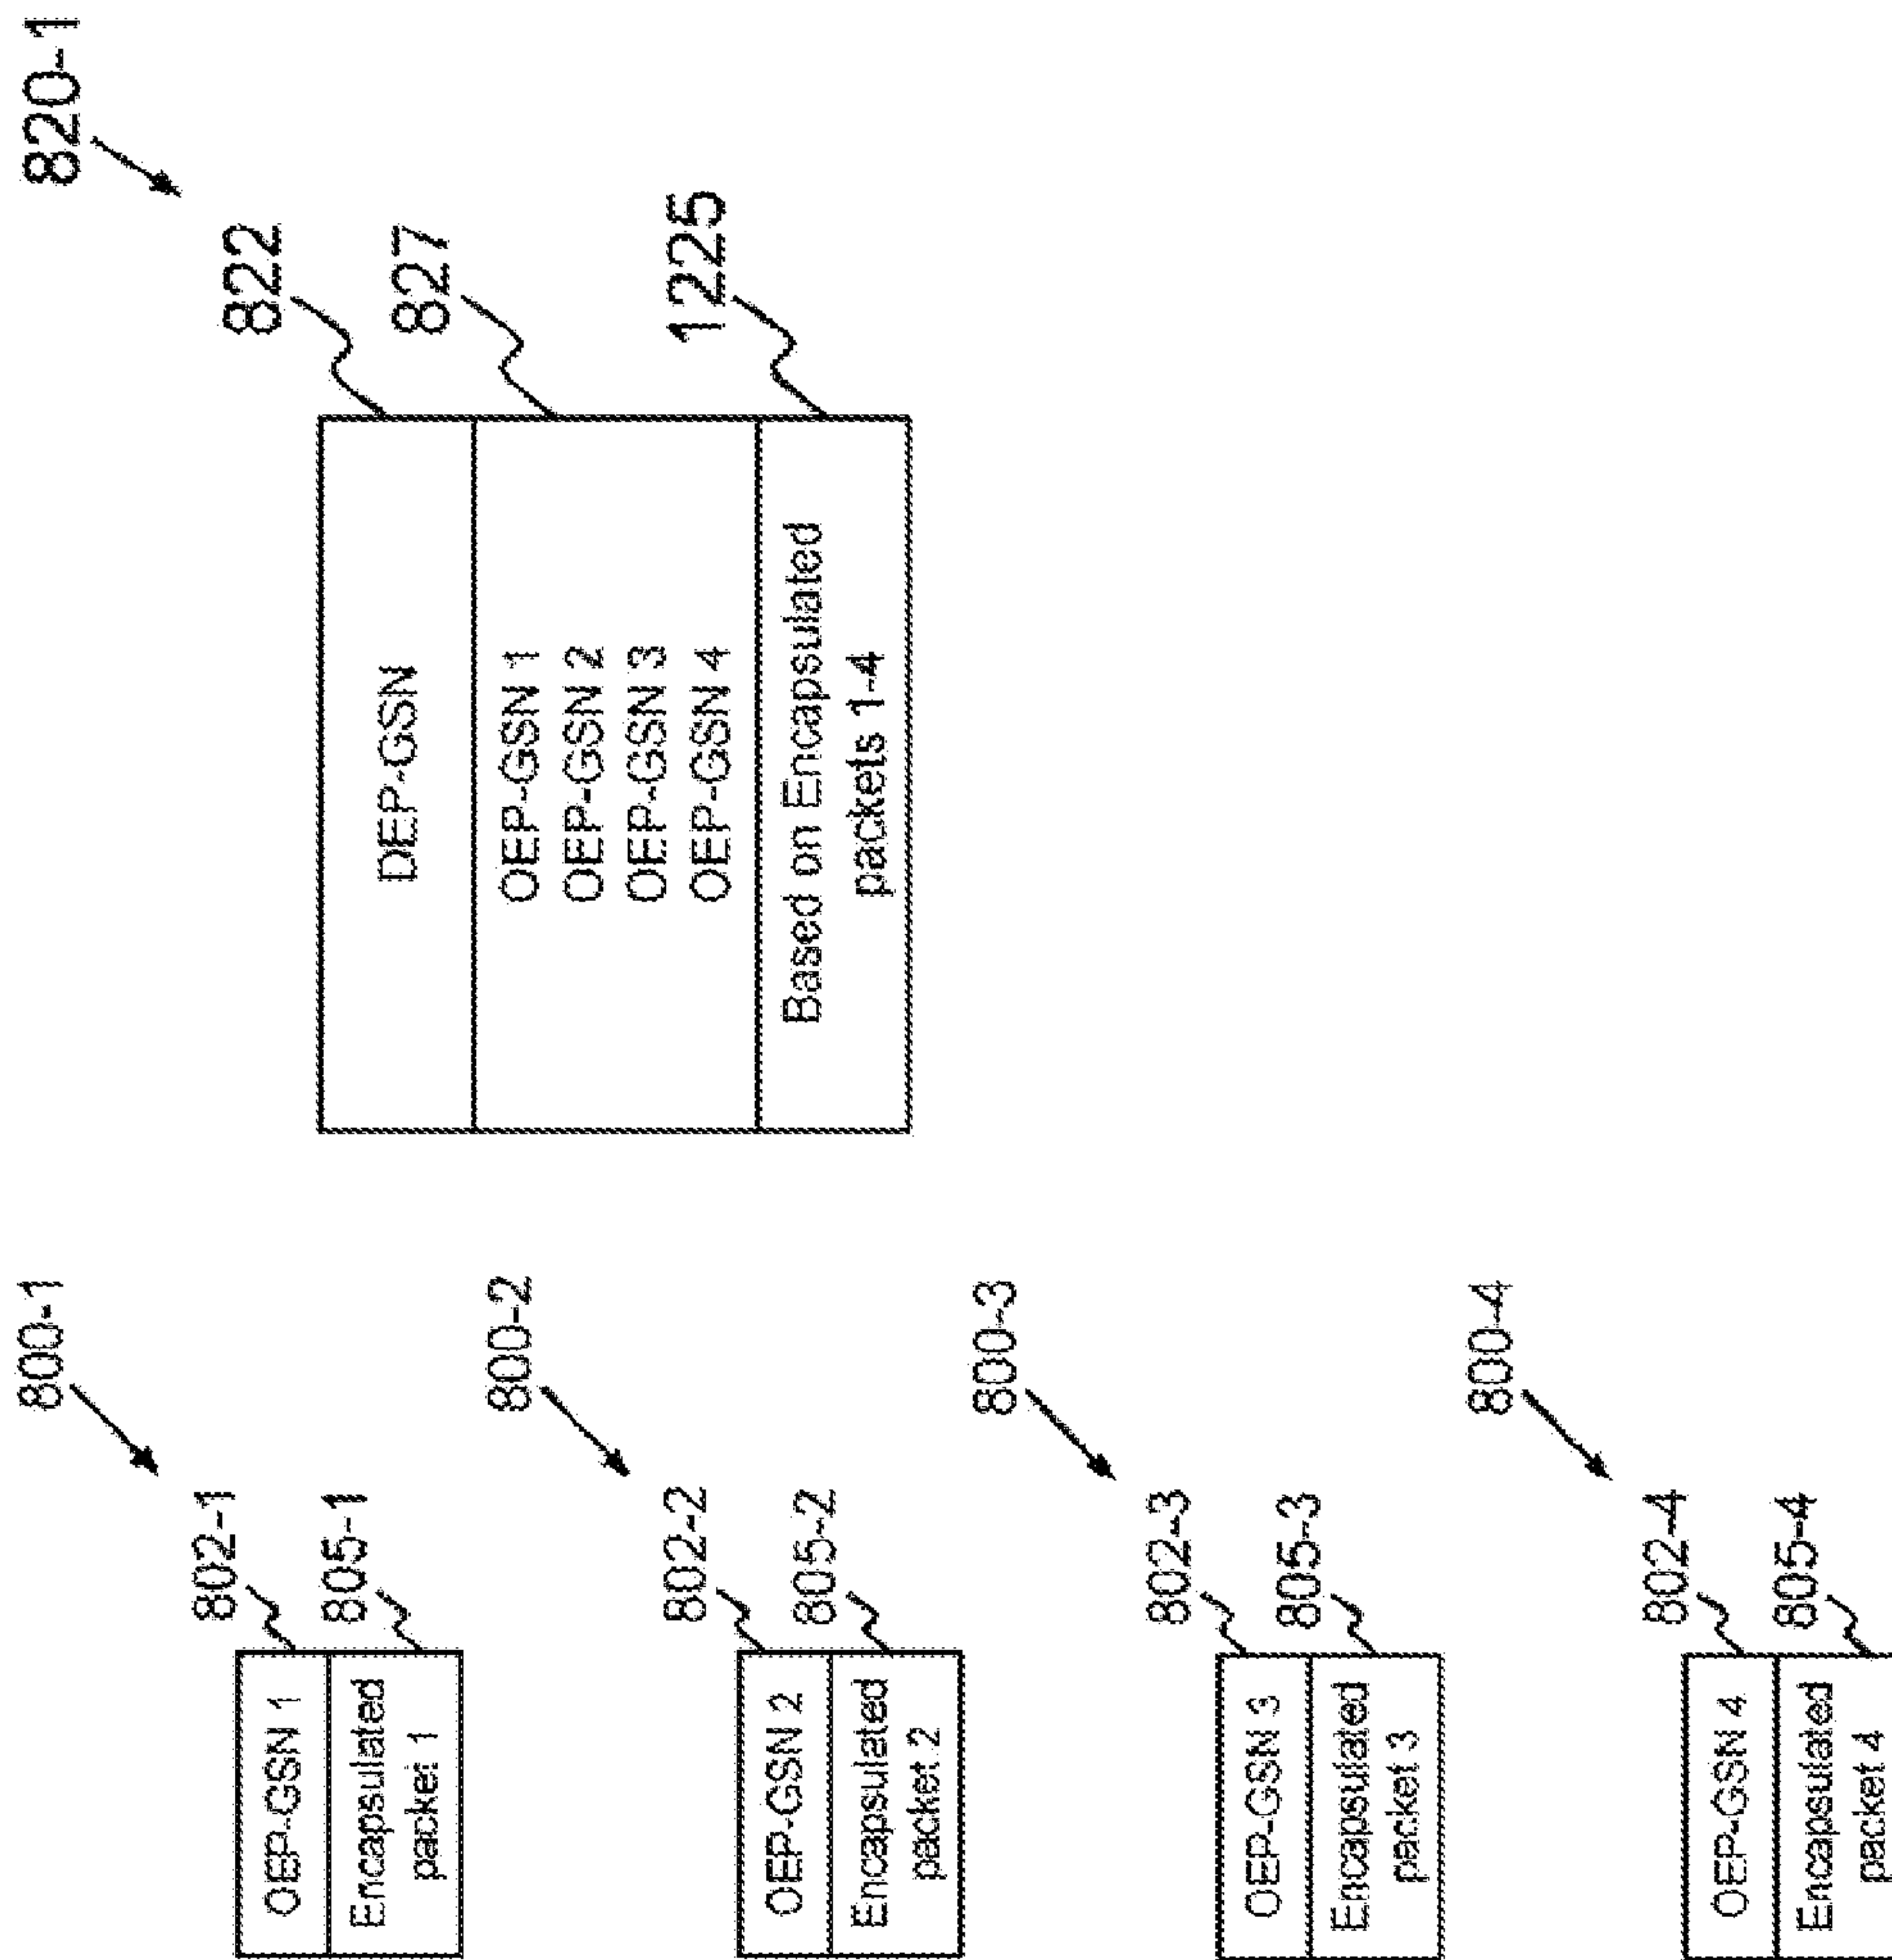 800-1
802-1
OEP-GSN 1
805-1
Encapsulated
packet 1
800-2
802-2
OEP-GSN 2
805-2
Encapsulated
packet 2
800-3
802-3
OEP-GSN 3
805-3
Encapsulated
packet 3
800-4
802-4
OEP-GSN 4
805-4
Encapsulated
packet 4
820-1
822
DEP-GSN
827
OEP-GSN 1
OEP-GSN 2
OEP-GSN 3
OEP-GSN 4
1225
Based on Encapsulated
packets 1-4